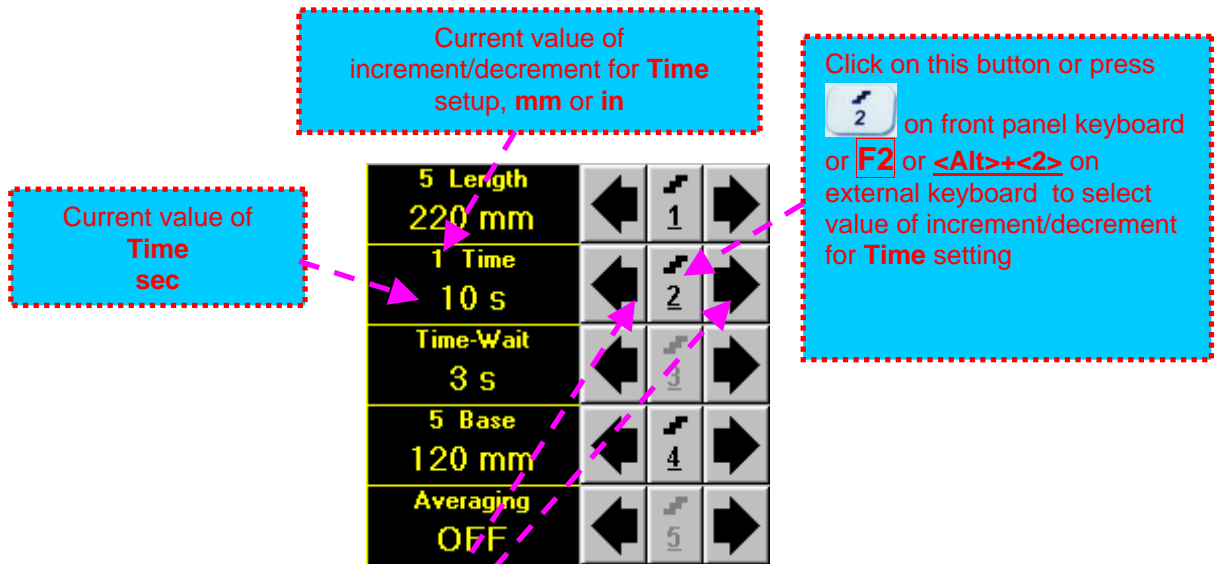 Current value of
increment/decrement for Time
setup, mm or in
Click on this button or press
2 on front panel keyboard
or F2 or <Alt>+<2> on
external keyboard to select
value of increment/decrement
for Time setting
Current value of
Time
sec
5 Length
220 mm
1
1 Time
10 s
2
Time-Wait
3 s
3
5 Base
120 mm
4
Averaging
OFF
5